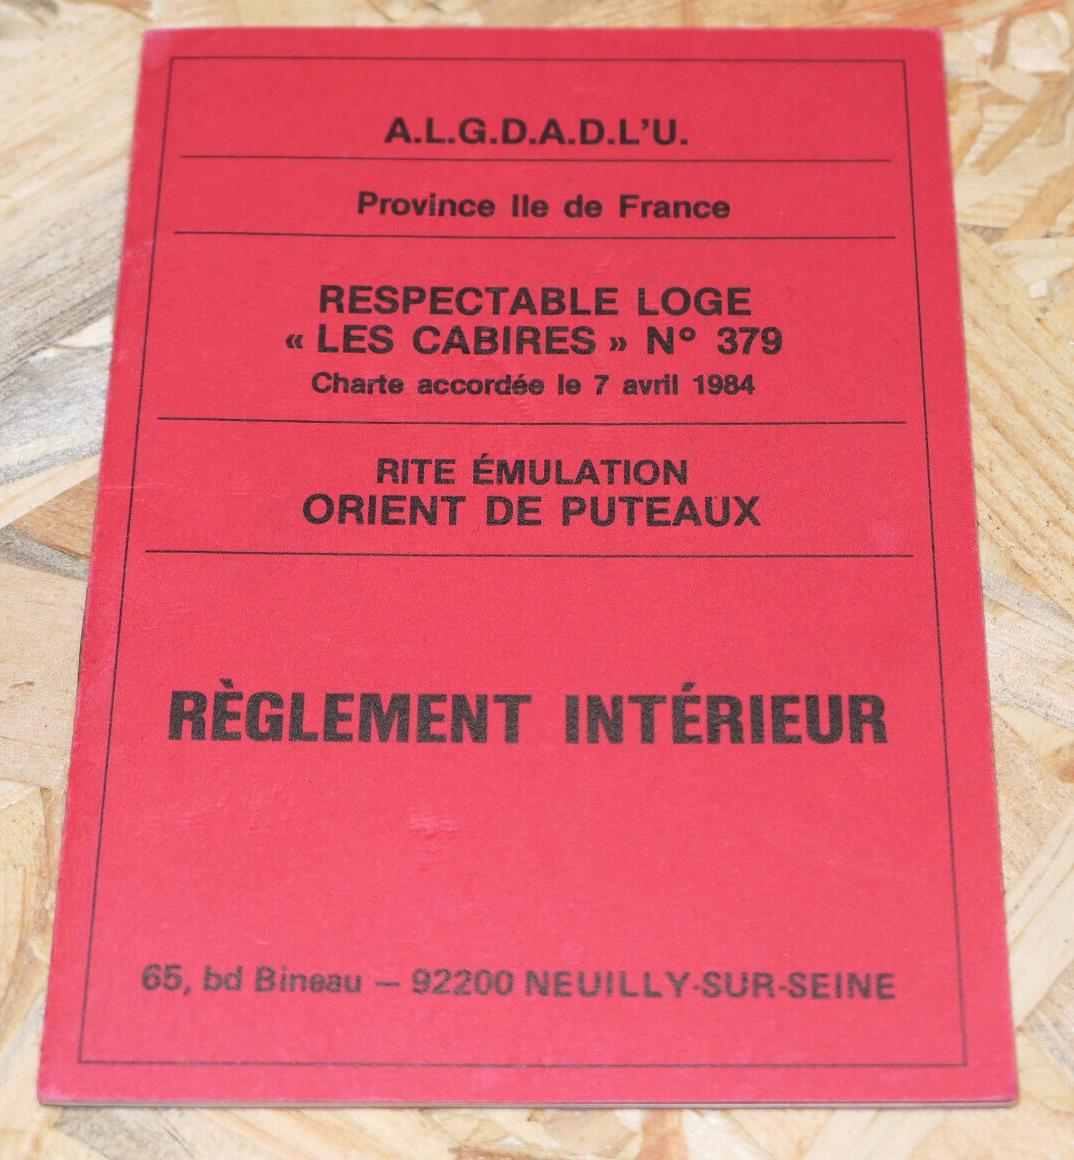 A.L.G.D.A.D.L'U.
Province Ile de France
RESPECTABLE LOGE
« LES CABIRES » N° 379
Charte accordée le 7 avril 1984
RITE ÉMULATION
ORIENT DE PUTEAUX
RÈGLEMENT INTÉRIEUR
65, bd Bineau — 92200 NEUILLY-SUR-SEINE